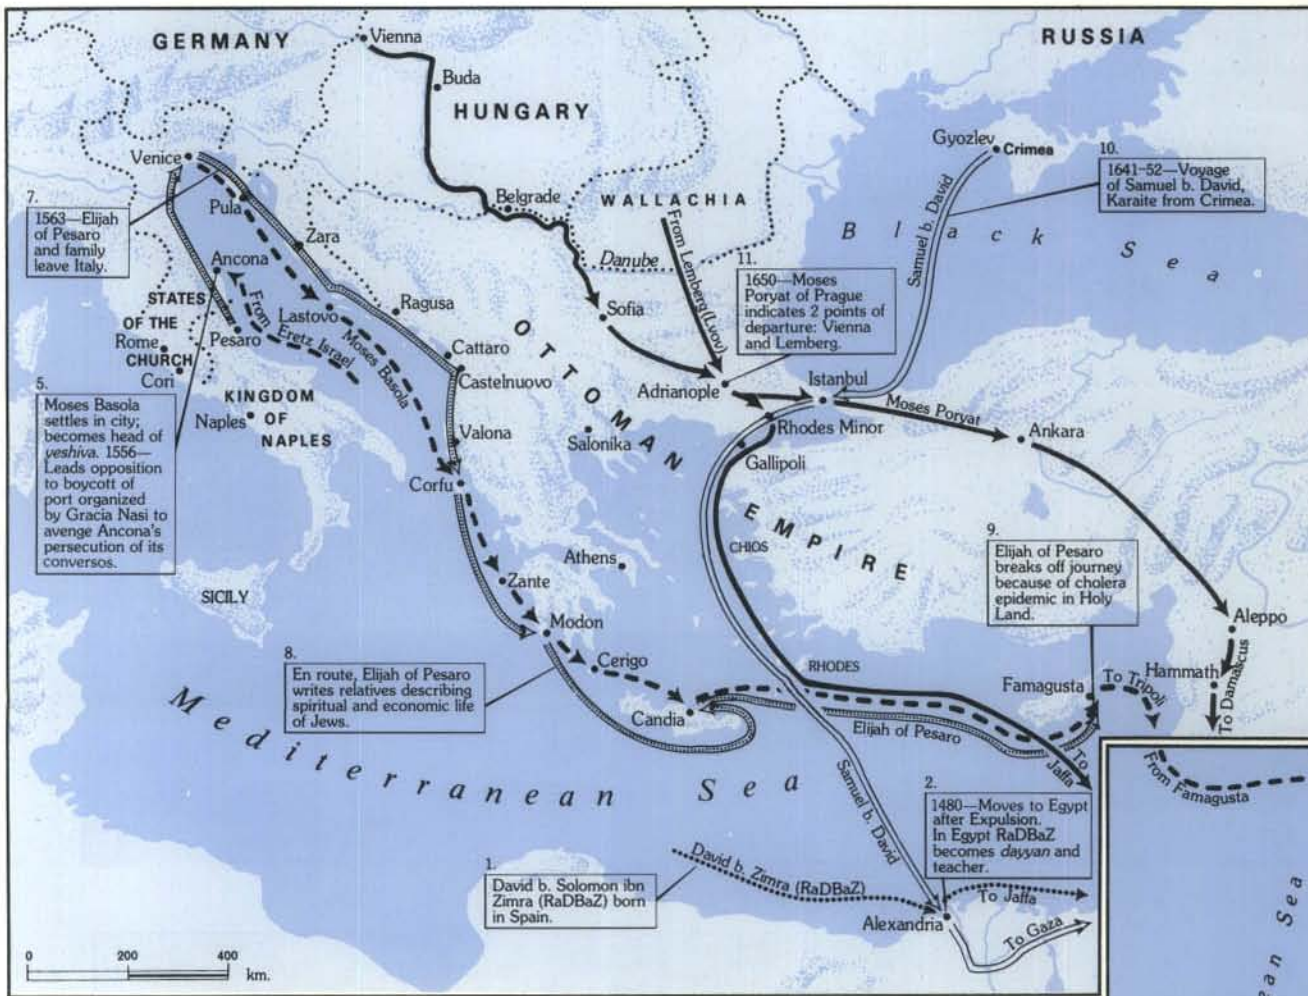 GERMANY
Vienna
RUSSIA
Buda
HUNGARY
Gyozlev
Crimea
10.
1641–52—Voyage
of Samuel b. David,
Karaite from Crimea.
Venice
7.
1563—Elijah
of Pesaro
and family
leave Italy.
Pula
Zara
Belgrade
WALLACHIA
From Lemberg (Lvov)
Danube
Samuel b. David
Black Sea
Ancona
STATES
OF THE
CHURCH
Rome
Cori
Pesaro
From Eretz Israel
Lastovo
Ragusa
Moses Basola
Cattaro
Castelnuovo
Sofia
11.
1650—Moses
Poryat of Prague
indicates 2 points of
departure: Vienna
and Lemberg.
OTTOMAN
EMPIRE
Adrianople
Istanbul
Moses Poryat
Ankara
5.
Moses Basola
settles in city;
becomes head of
yeshiva. 1556—
Leads opposition
to boycott of
port organized
by Gracia Nasi to
avenge Ancona's
persecution of its
conversos.
KINGDOM
OF
NAPLES
Naples
Valona
Salonika
Rhodes Minor
Gallipoli
Corfu
CHIOS
Athens
9.
Elijah of Pesaro
breaks off journey
because of cholera
epidemic in Holy
Land.
SICILY
Zante
Modon
Aleppo
8.
En route, Elijah of Pesaro
writes relatives describing
spiritual and economic life
of Jews.
Cerigo
RHODES
Hammath
To Damascus
Famagusta
To Tripoli
Candia
Elijah of Pesaro
To
Jaffa
Mediterranean Sea
From Famagusta
Samuel b. David
2.
1480—Moves to Egypt
after Expulsion.
In Egypt RaDBaZ
becomes dayyan and
teacher.
1.
David b. Solomon ibn
Zimra (RaDBaZ) born
in Spain.
David b. Zimra (RaDBaZ)
Alexandria
To Jaffa
To Gaza
ean Sea
0 200 400
km.